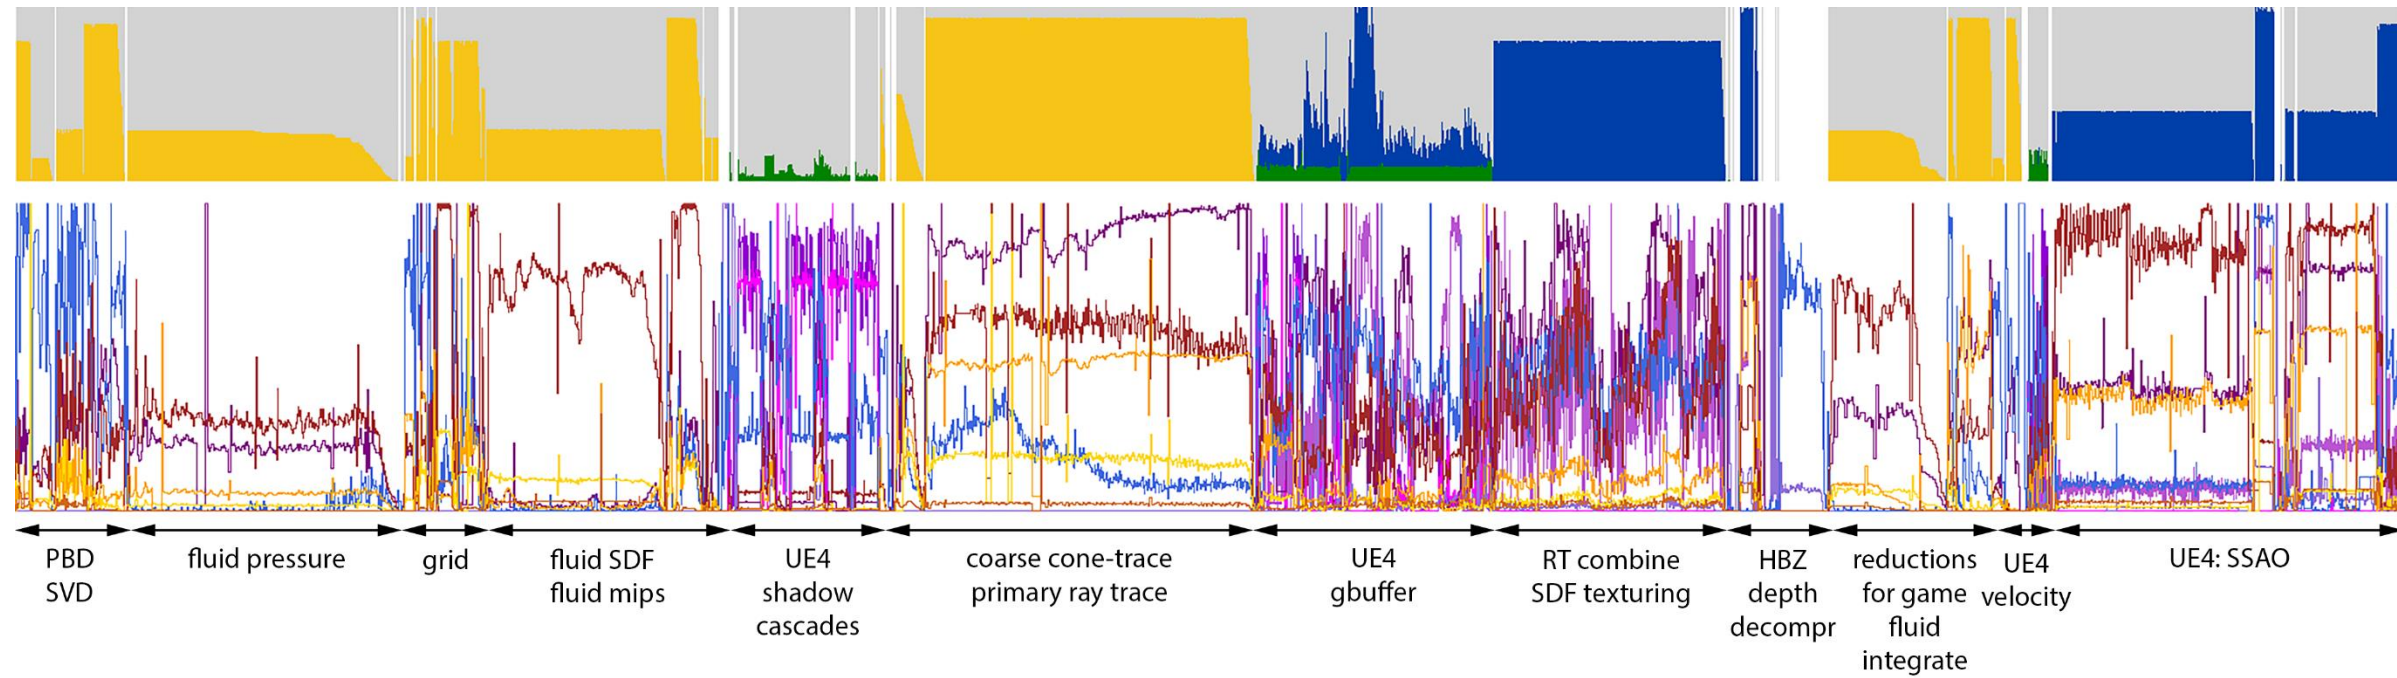 PBD
SVD
fluid pressure
grid
fluid SDF
fluid mips
UE4
shadow
cascades
coarse cone-trace
primary ray trace
UE4
gbuffer
RT combine
SDF texturing
HBZ
depth
decompr
reductions
for game
fluid
integrate
UE4
velocity
UE4: SSAO